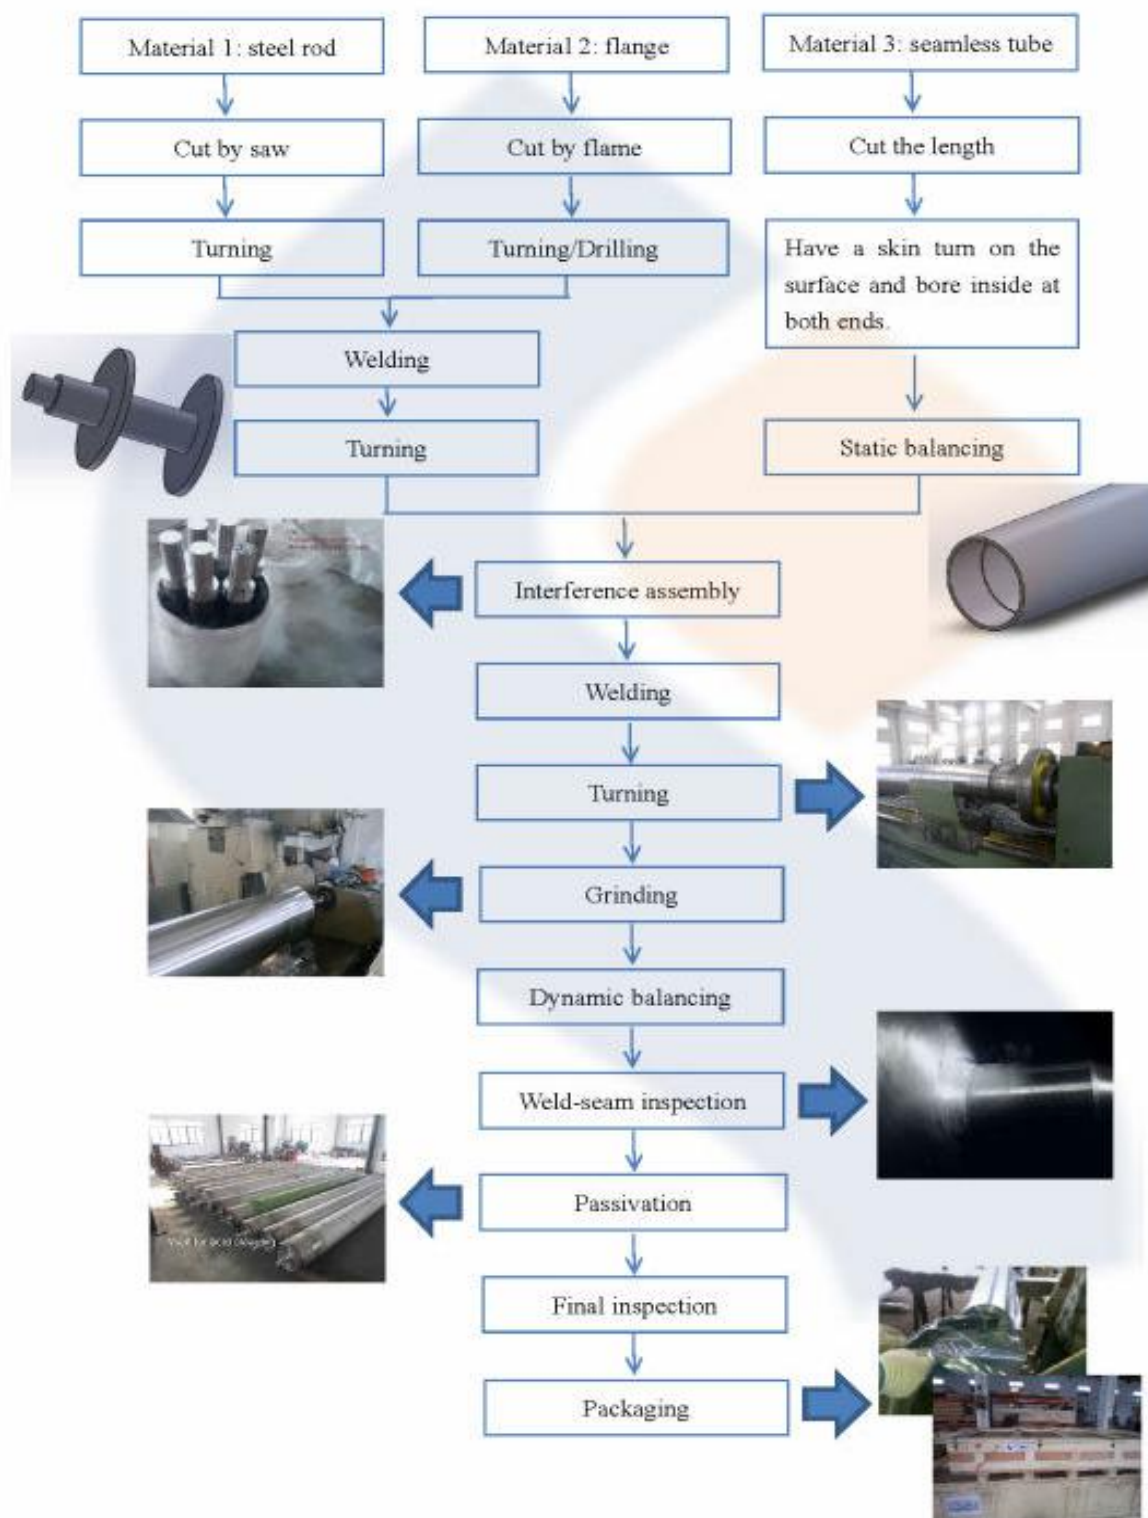 Material 1: steel rod
Material 2: flange
Material 3: seamless tube
Cut by saw
Cut by flame
Cut the length
Turning
Turning/Drilling
Have a skin turn on the
surface and bore inside at
both ends.
Welding
Turning
Static balancing
Interference assembly
Welding
Turning
Grinding
Dynamic balancing
Weld-seam inspection
Passivation
Final inspection
Packaging